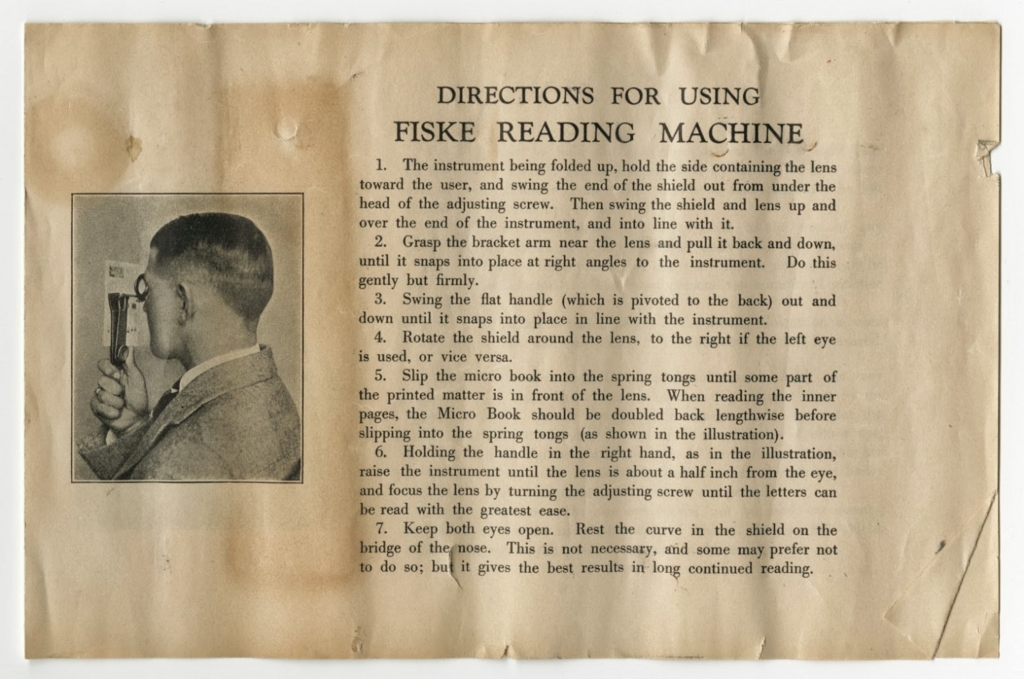 DIRECTIONS FOR USING
FISKE READING MACHINE
1. The instrument being folded up, hold the side containing the lens
toward the user, and swing the end of the shield out from under the
head of the adjusting screw. Then swing the shield and lens up and
over the end of the instrument, and into line with it.
2. Grasp the bracket arm near the lens and pull it back and down,
until it snaps into place at right angles to the instrument. Do this
gently but firmly.
3. Swing the flat handle (which is pivoted to the back) out and
down until it snaps into place in line with the instrument.
4. Rotate the shield around the lens, to the right if the left eye
is used, or vice versa.
5. Slip the micro book into the spring tongs until some part of
the printed matter is in front of the lens. When reading the inner
pages, the Micro Book should be doubled back lengthwise before
slipping into the spring tongs (as shown in the illustration).
6. Holding the handle in the right hand, as in the illustration,
raise the instrument until the lens is about a half inch from the eye,
and focus the lens by turning the adjusting screw until the letters can
be read with the greatest ease.
7. Keep both eyes open. Rest the curve in the shield on the
bridge of the nose. This is not necessary, and some may prefer not
to do so; but it gives the best results in long continued reading.